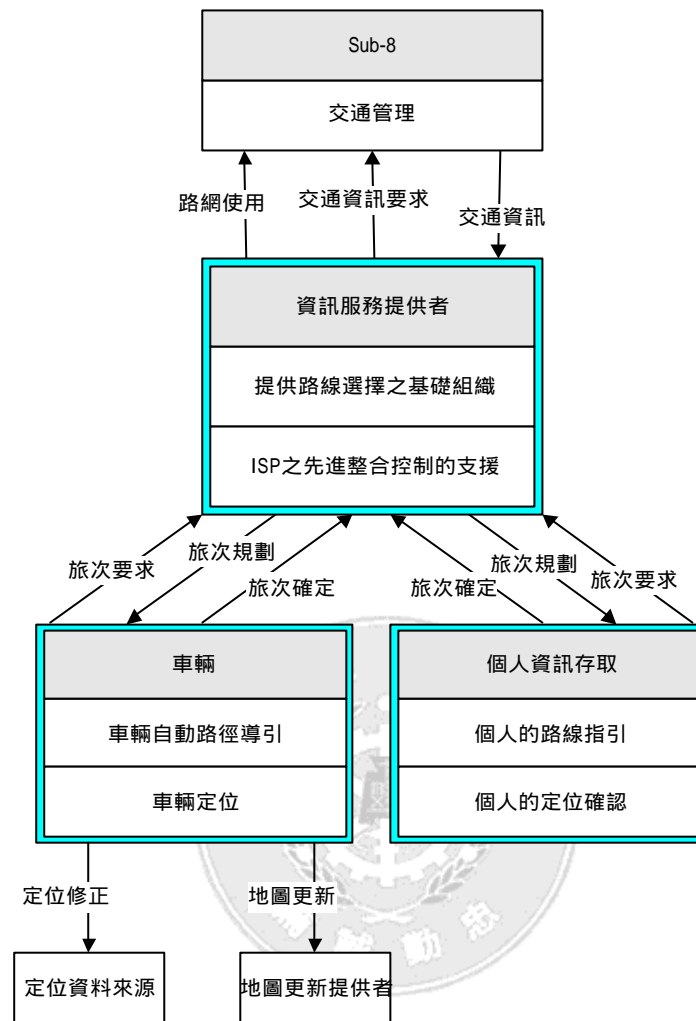 Sub-8
交通管理
路網使用
交通資訊要求
交通資訊
資訊服務提供者
提供路線選擇之基礎組織
ISP之先進整合控制的支援
旅次要求
旅次規劃
旅次確定
旅次確定
旅次規劃
旅次要求
車輛
個人資訊存取
車輛自動路徑導引
個人的路線指引
車輛定位
個人的定位確認
定位修正
地圖更新
定位資料來源
地圖更新提供者
誠
勤
忠